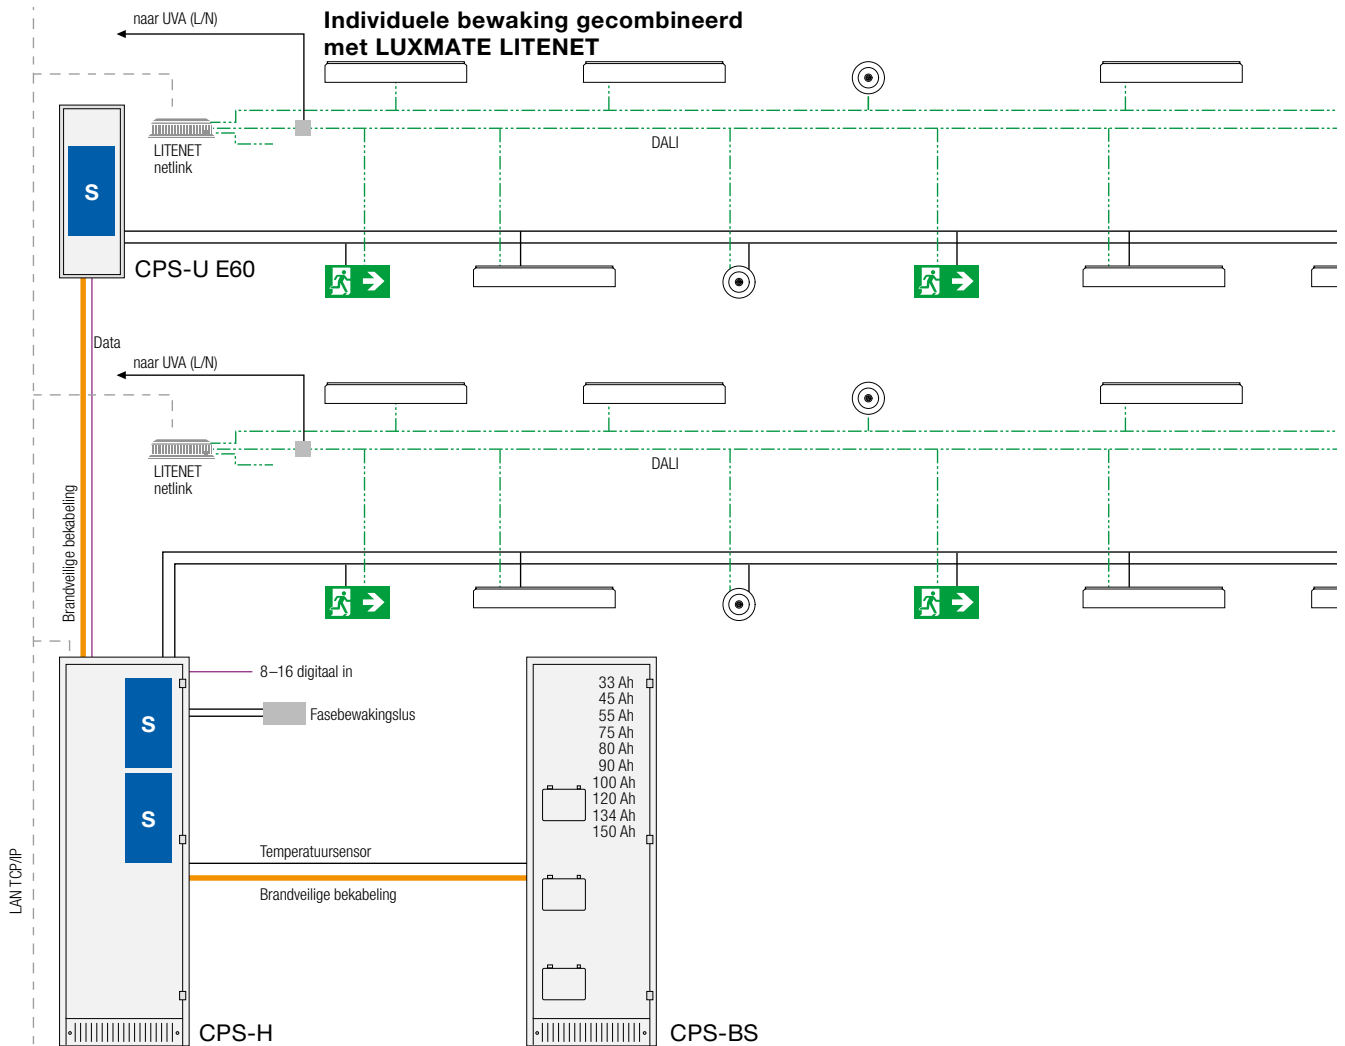 Individuele bewaking gecombineerd
met LUXMATE LITENET
naar UVA (L/N)
LITENET
netlink
DALI
S
CPS-U E60
Data
naar UVA (L/N)
LITENET
netlink
DALI
Brandveilige bekabeling
8–16 digitaal in
Fasebewakingslus
S
S
33 Ah
45 Ah
55 Ah
75 Ah
80 Ah
90 Ah
100 Ah
120 Ah
134 Ah
150 Ah
Temperatuursensor
Brandveilige bekabeling
LAN TCP/IP
CPS-H
CPS-BS